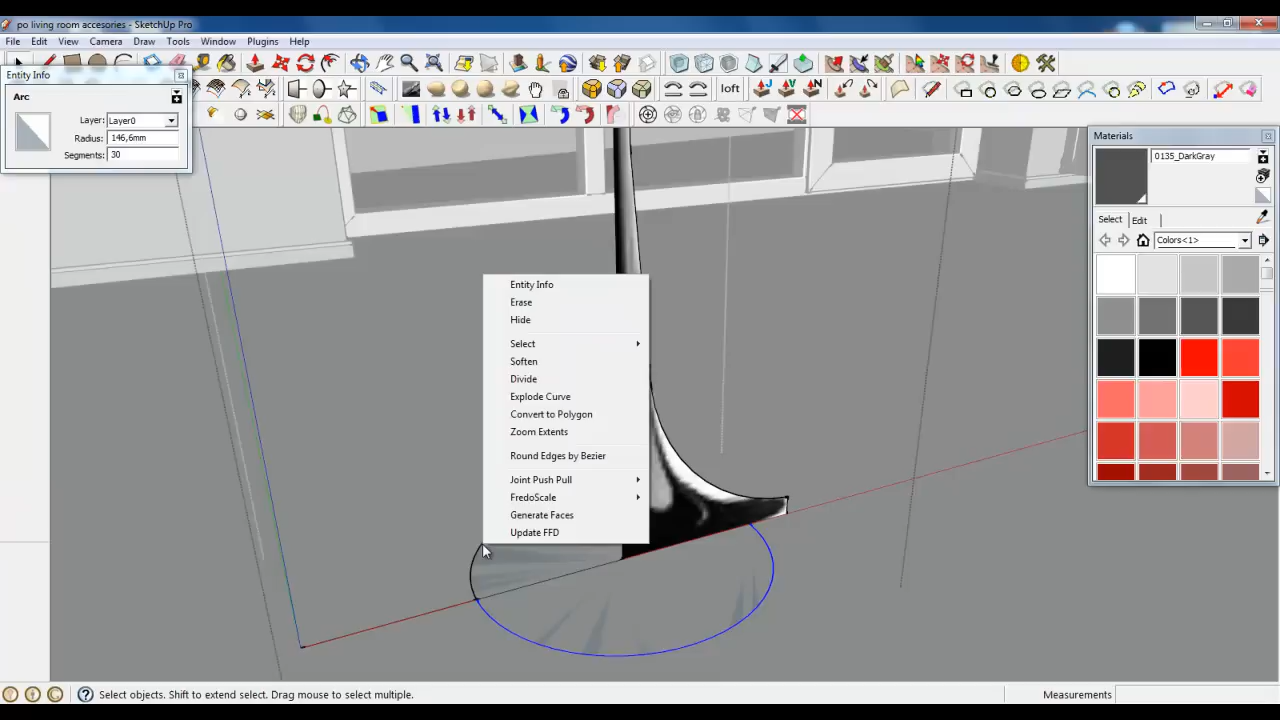 po living room accesories - SketchUp Pro
File Edit View Camera Draw Tools Window Plugins Help
Entity Info
Arc
Layer: Layer0
Radius: 146,6mm
Segments: 30
loft
Materials
0135_DarkGray
Select Edit
Colors<1>
Entity Info
Erase
Hide
Select
Soften
Divide
Explode Curve
Convert to Polygon
Zoom Extents
Round Edges by Bezier
Joint Push Pull
FredoScale
Generate Faces
Update FFD
Select objects. Shift to extend select. Drag mouse to select multiple.
Measurements